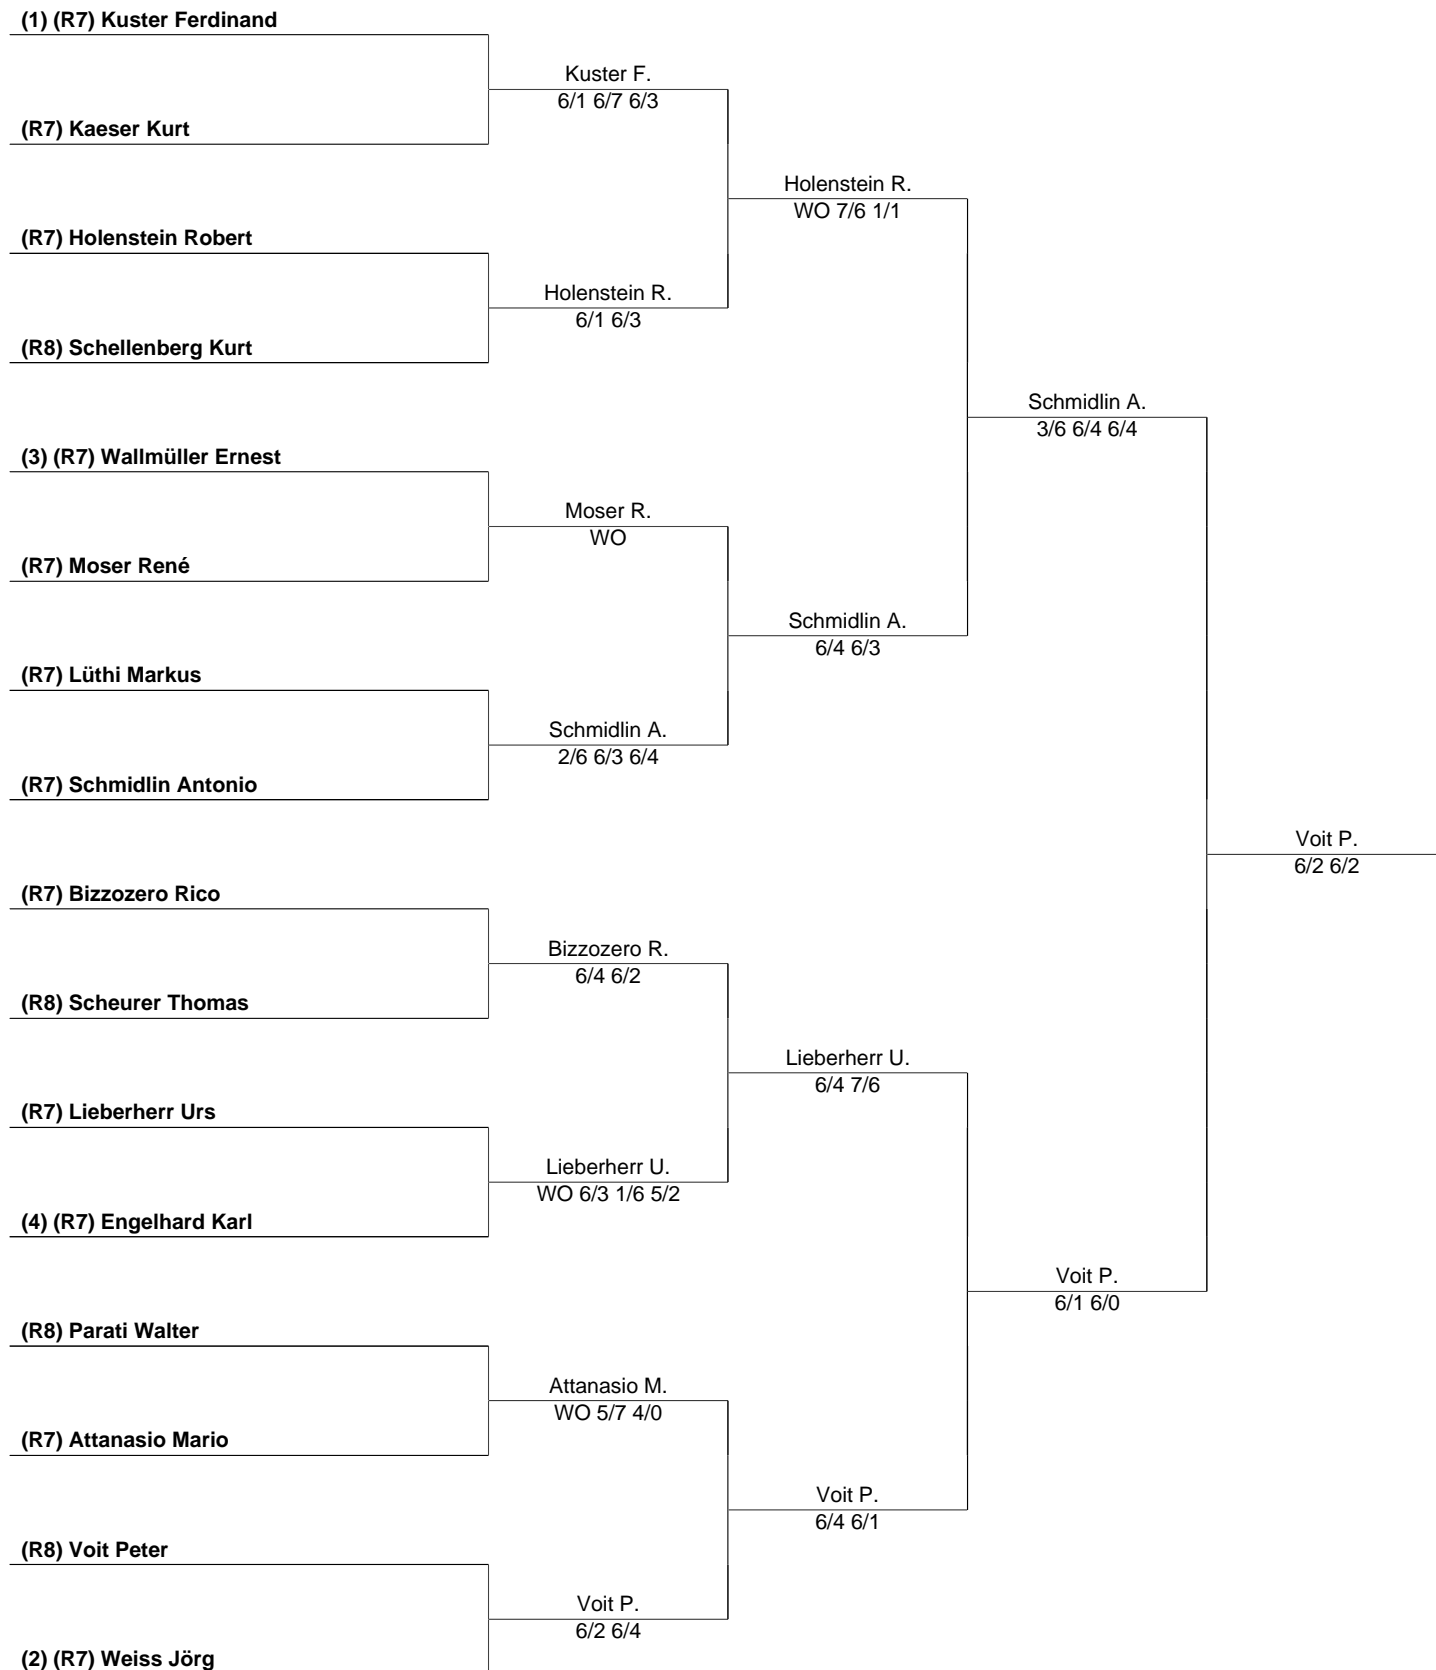 (1) (R7) Kuster Ferdinand
Kuster F.
6/1 6/7 6/3
(R7) Kaeser Kurt
Holenstein R.
WO 7/6 1/1
(R7) Holenstein Robert
Holenstein R.
6/1 6/3
(R8) Schellenberg Kurt
Schmidlin A.
3/6 6/4 6/4
(3) (R7) Wallmüller Ernest
Moser R.
WO
(R7) Moser René
Schmidlin A.
6/4 6/3
(R7) Lüthi Markus
Schmidlin A.
2/6 6/3 6/4
(R7) Schmidlin Antonio
Voit P.
6/2 6/2
(R7) Bizzozero Rico
Bizzozero R.
6/4 6/2
(R8) Scheurer Thomas
Lieberherr U.
6/4 7/6
(R7) Lieberherr Urs
Lieberherr U.
WO 6/3 1/6 5/2
(4) (R7) Engelhard Karl
Voit P.
6/1 6/0
(R8) Parati Walter
Attanasio M.
WO 5/7 4/0
(R7) Attanasio Mario
Voit P.
6/4 6/1
(R8) Voit Peter
Voit P.
6/2 6/4
(2) (R7) Weiss Jörg